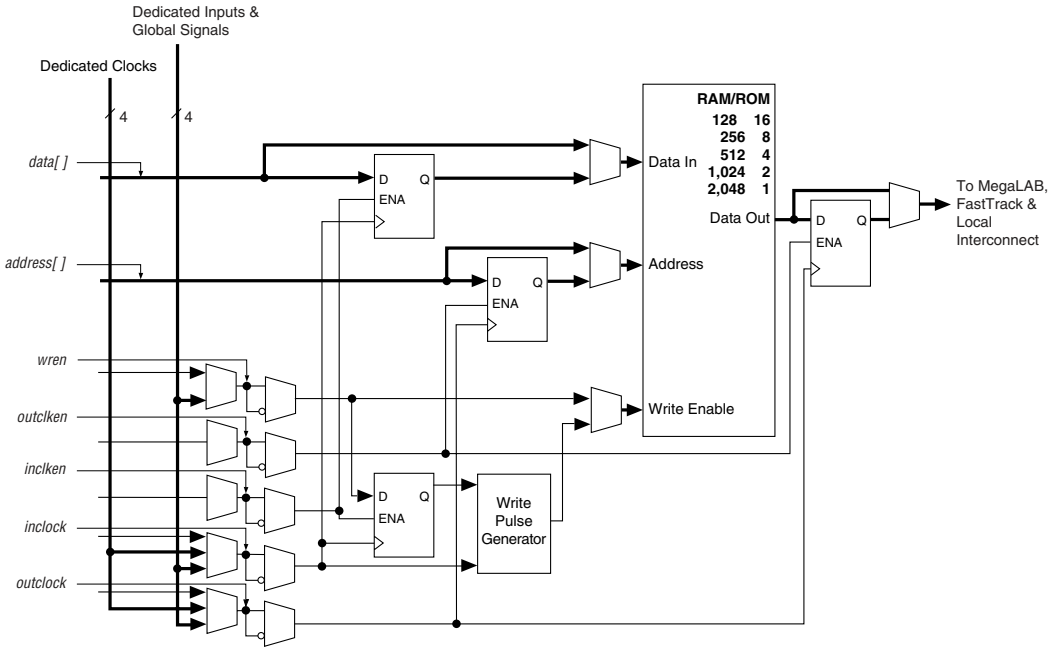 Dedicated Inputs &
Global Signals
Dedicated Clocks
4
4
RAM/ROM
128 16
256 8
512 4
1,024 2
2,048 1
data[ ]
D Q
ENA
Data In
Data Out
To MegaLAB,
FastTrack &
Local
Interconnect
D Q
ENA
address[ ]
D Q
ENA
Address
wren
Write Enable
outclken
inclken
D Q
ENA
Write
Pulse
Generator
inclock
outclock